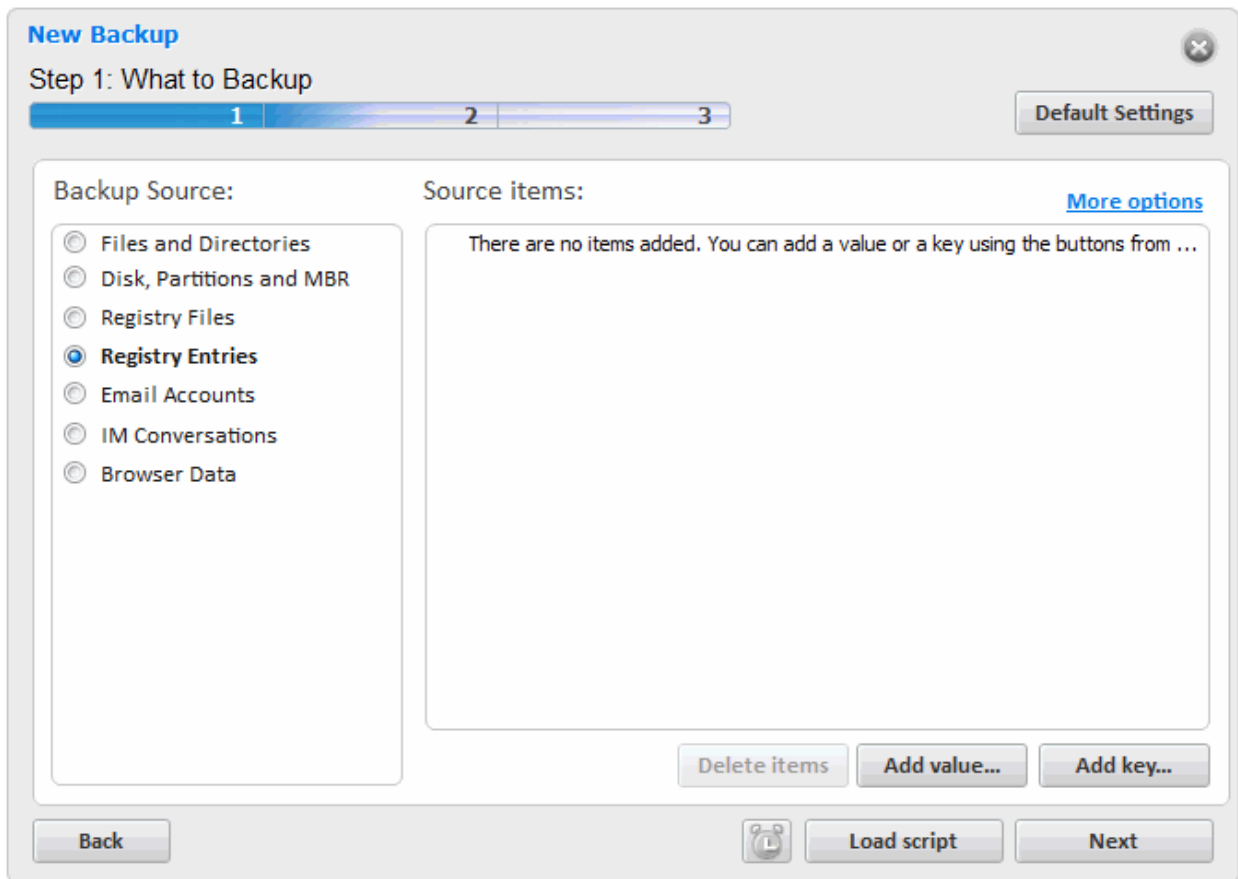 New Backup
Step 1: What to Backup
1 2 3
Default Settings
Backup Source:
Source items:
More options
Files and Directories
Disk, Partitions and MBR
Registry Files
Registry Entries
Email Accounts
IM Conversations
Browser Data
There are no items added. You can add a value or a key using the buttons from ...
Delete items
Add value...
Add key...
Back
Load script
Next